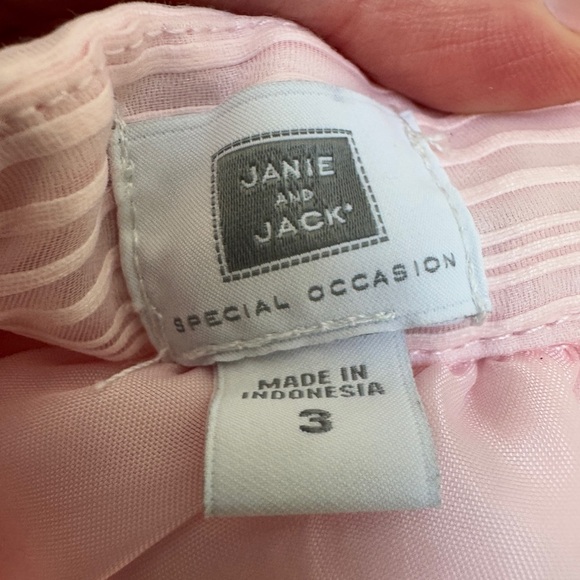 JANIE
AND
JACK
SPECIAL OCCASION
MADE IN
INDONESIA
3